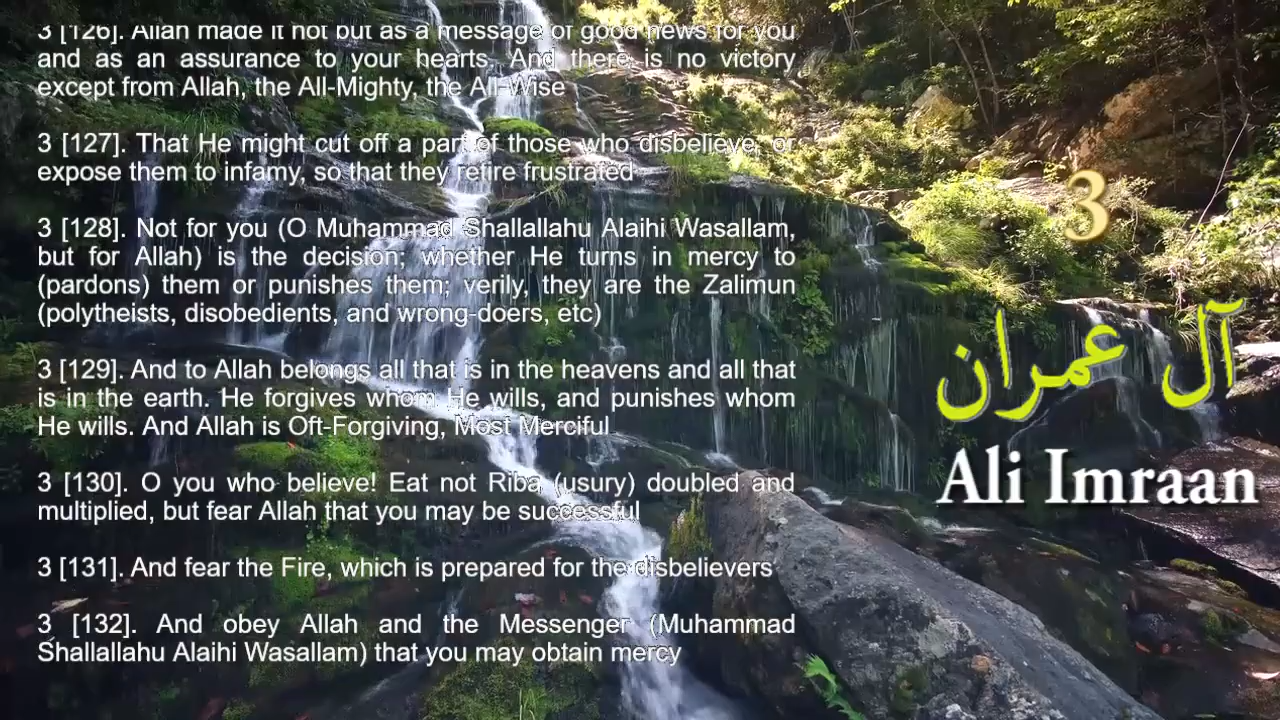 3 [126]. Allah made it not but as a message of good news for you
and as an assurance to your hearts. And there is no victory
except from Allah, the All-Mighty, the All-Wise
3 [127]. That He might cut off a part of those who disbelieve, or
expose them to infamy, so that they retire frustrated
3 [128]. Not for you (O Muhammad Shallallahu Alaihi Wasallam,
but for Allah) is the decision; whether He turns in mercy to
(pardons) them or punishes them; verily, they are the Zalimun
(polytheists, disobedients, and wrong-doers, etc)
3 [129]. And to Allah belongs all that is in the heavens and all that
is in the earth. He forgives whom He wills, and punishes whom
He wills. And Allah is Oft-Forgiving, Most Merciful
3 [130]. O you who believe! Eat not Riba (usury) doubled and
multiplied, but fear Allah that you may be successful
3 [131]. And fear the Fire, which is prepared for the disbelievers
3 [132]. And obey Allah and the Messenger (Muhammad
Shallallahu Alaihi Wasallam) that you may obtain mercy
3
آل عمران
Ali Imraan